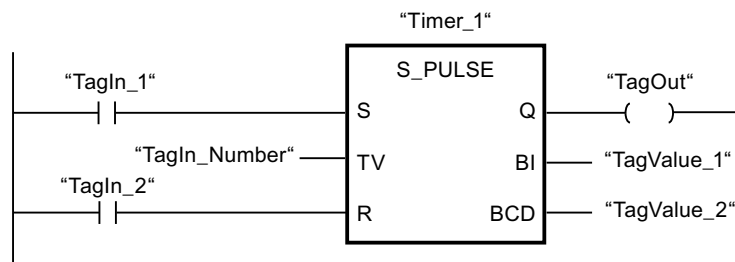 “Timer_1“
S_PULSE
“TagIn_1“
“TagOut“
S
Q
“TagIn_Number“
TV
BI
“TagValue_1“
“TagIn_2“
R
BCD
“TagValue_2“